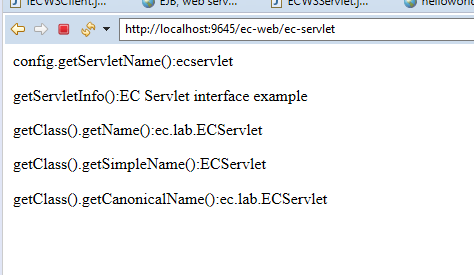 IECWSClient.j...
EJB, web serv...
ECWSServlet.j...
http://localhost:9645/ec-web/ec-servlet
config.getServletName():ecservlet
getServletInfo():EC Servlet interface example
getClass().getName():ec.lab.ECServlet
getClass().getSimpleName():ECServlet
getClass().getCanonicalName():ec.lab.ECServlet